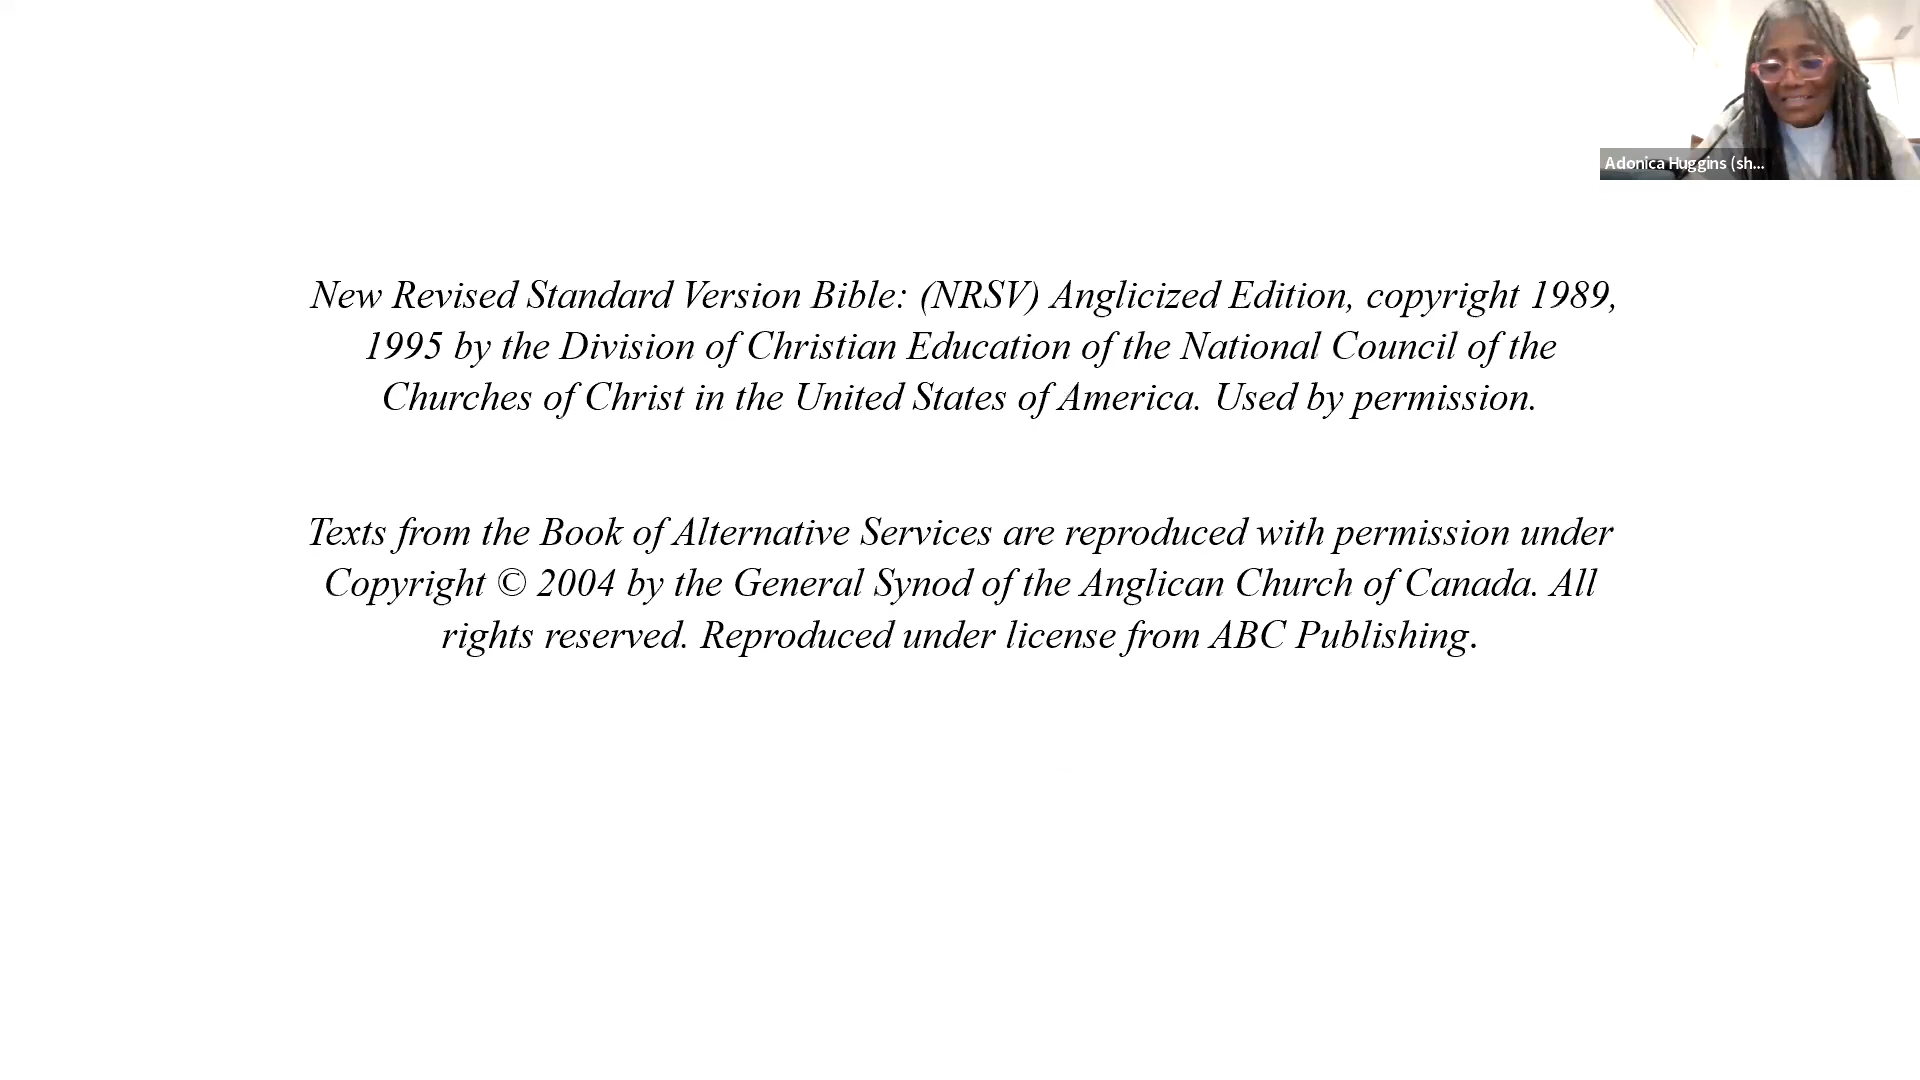 Adonica Huggins (sh...
New Revised Standard Version Bible: (NRSV) Anglicized Edition, copyright 1989,
1995 by the Division of Christian Education of the National Council of the
Churches of Christ in the United States of America. Used by permission.
Texts from the Book of Alternative Services are reproduced with permission under
Copyright © 2004 by the General Synod of the Anglican Church of Canada. All
rights reserved. Reproduced under license from ABC Publishing.